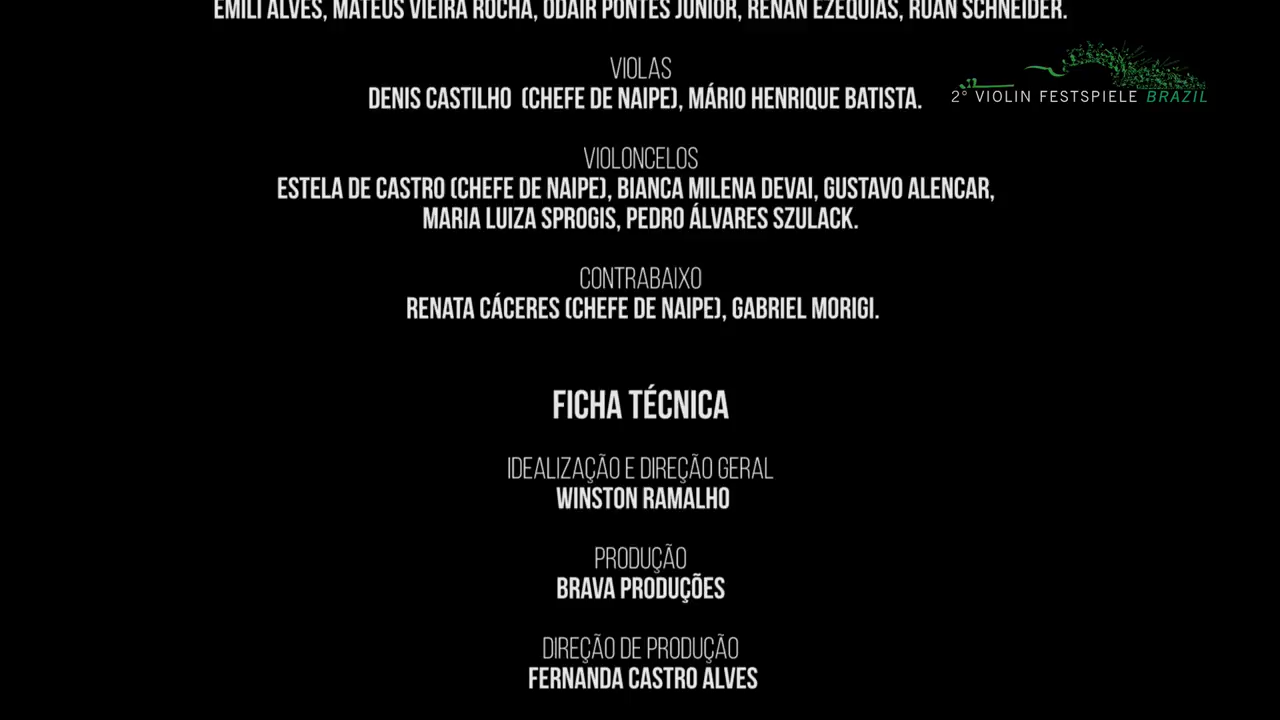 EMILI ALVES, MATEUS VIEIRA ROCHA, ODAIR PONTES JUNIOR, RENAN EZEQUIAS, RUAN SCHNEIDER.
VIOLAS
DENIS CASTILHO (CHEFE DE NAIPE), MÁRIO HENRIQUE BATISTA.
2º VIOLIN FESTSPIELE BRAZIL
VIOLONCELOS
ESTELA DE CASTRO (CHEFE DE NAIPE), BIANCA MILENA DEVAI, GUSTAVO ALENCAR,
MARIA LUIZA SPROGIS, PEDRO ÁLVARES SZULACK.
CONTRABAIXO
RENATA CÁCERES (CHEFE DE NAIPE), GABRIEL MORIGI.
FICHA TÉCNICA
IDEALIZAÇÃO E DIREÇÃO GERAL
WINSTON RAMALHO
PRODUÇÃO
BRAVA PRODUÇÕES
DIREÇÃO DE PRODUÇÃO
FERNANDA CASTRO ALVES